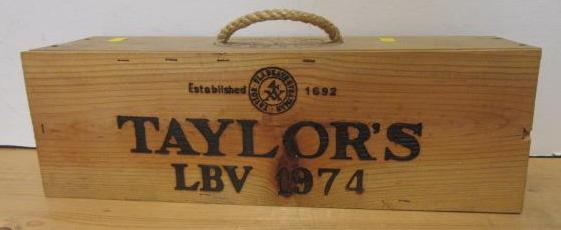 Established 1692
TAYLOR'S
LBV 1974